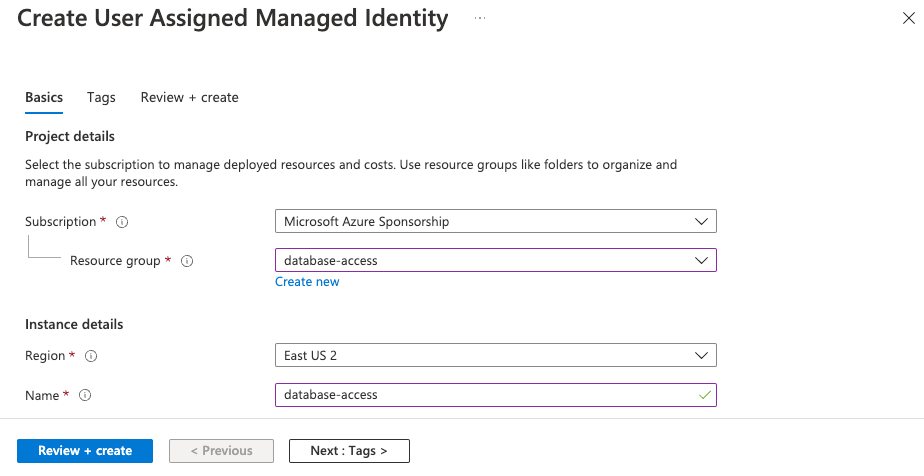 Create User Assigned Managed Identity ...
Basics Tags Review + create
Project details
Select the subscription to manage deployed resources and costs. Use resource groups like folders to organize and
manage all your resources.
Subscription * Microsoft Azure Sponsorship
Resource group * database-access
Create new
Instance details
Region * East US 2
Name * database-access
Review + create < Previous Next : Tags >